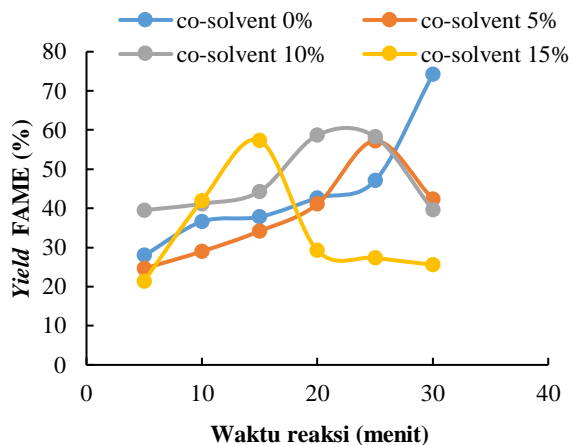 co-solvent 0% co-solvent 5%
co-solvent 10% co-solvent 15%
80
70
60
50
40
30
20
10
0
Yield FAME (%)
0 10 20 30 40
Waktu reaksi (menit)